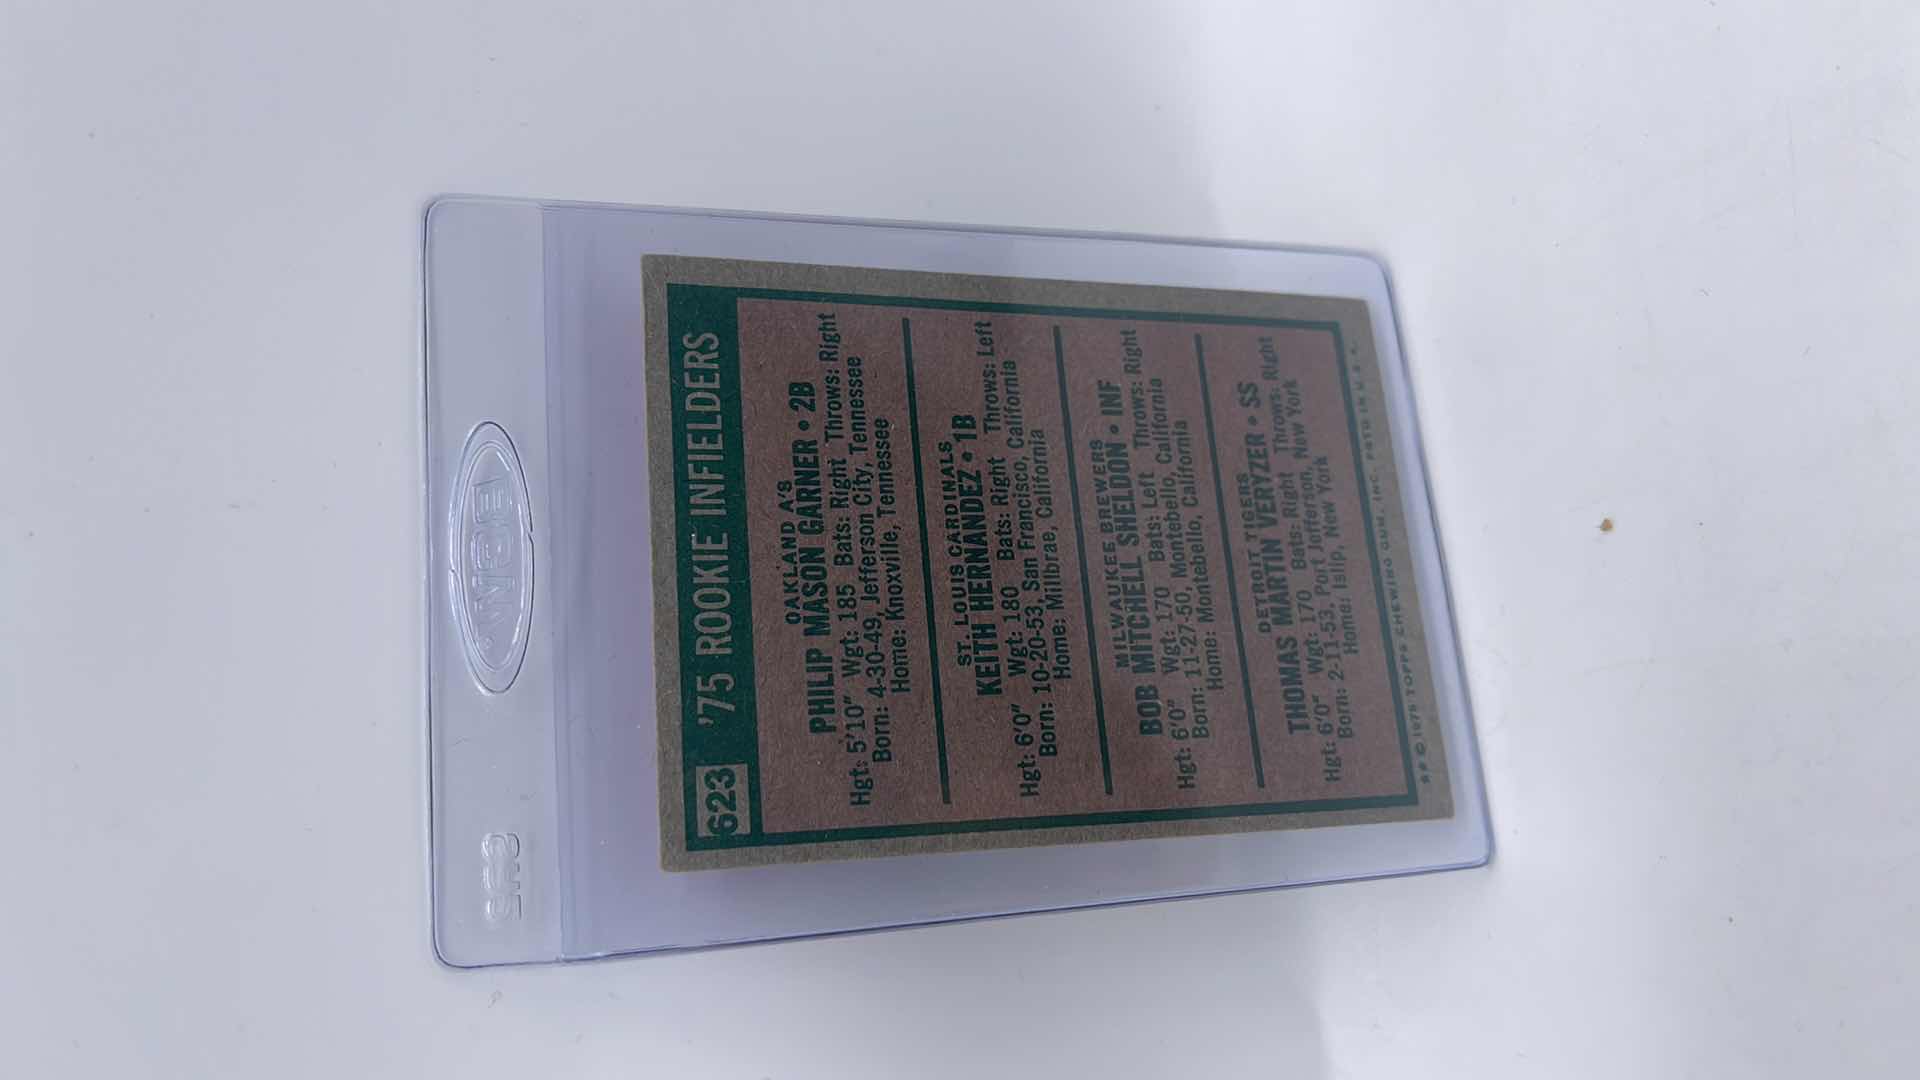 BCW.
623 '75 ROOKIE INFIELDERS
OAKLAND A'S
PHILIP MASON GARNER • 2B
Hgt: 5'10" Wgt: 185 Bats: Right Throws: Right
Born: 4-30-49, Jefferson City, Tennessee
Home: Knoxville, Tennessee
ST. LOUIS CARDINALS
KEITH HERNANDEZ • 1B
Hgt: 6'0" Wgt: 180 Bats: Right Throws: Left
Born: 10-20-53, San Francisco, California
Home: Millbrae, California
MILWAUKEE BREWERS
BOB MITCHELL SHELDON • INF
Hgt: 6'0" Wgt: 170 Bats: Left Throws: Right
Born: 11-27-50, Montebello, California
Home: Montebello, California
DETROIT TIGERS
THOMAS MARTIN VERYZER • SS
Hgt: 6'0" Wgt: 170 Bats: Right Throws: Right
Born: 2-11-53, Port Jefferson, New York
Home: Islip, New York
** © 1975 TOPPS CHEWING GUM, INC. PRTD IN U.S.A.